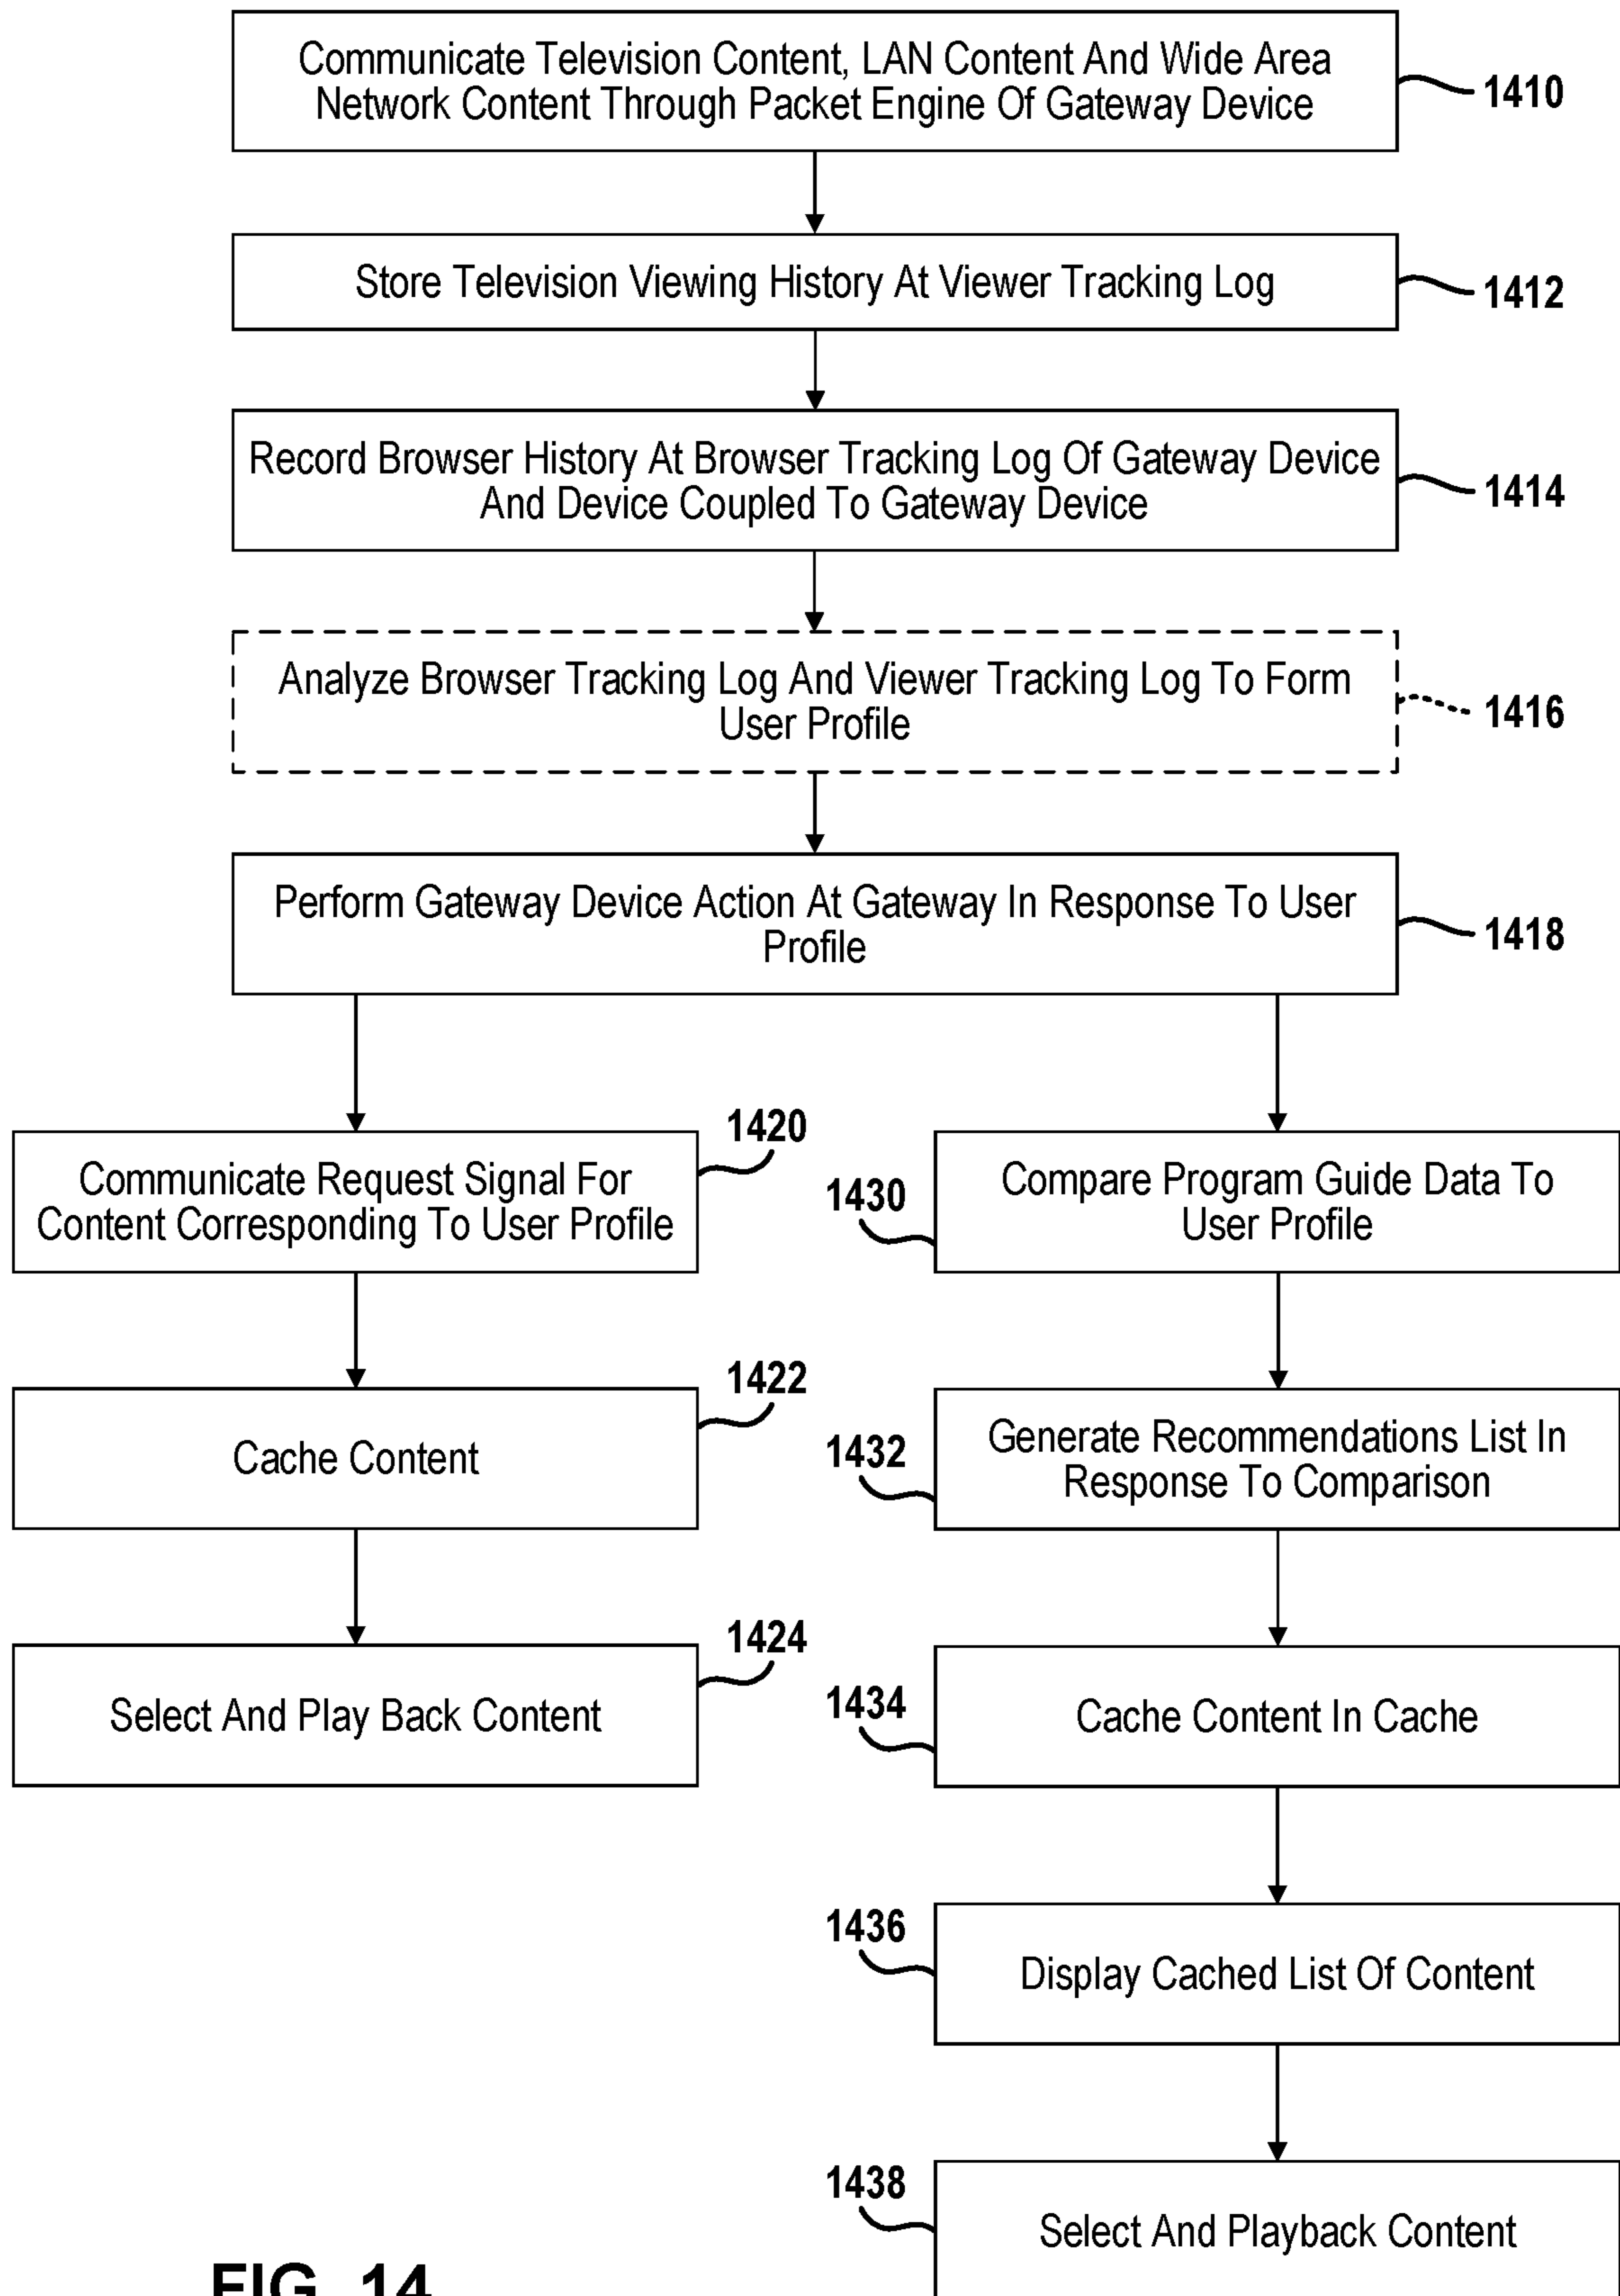 Communicate Television Content, LAN Content And Wide Area
Network Content Through Packet Engine Of Gateway Device
1410
Store Television Viewing History At Viewer Tracking Log
1412
Record Browser History At Browser Tracking Log Of Gateway Device
And Device Coupled To Gateway Device
1414
Analyze Browser Tracking Log And Viewer Tracking Log To Form
User Profile
1416
Perform Gateway Device Action At Gateway In Response To User
Profile
1418
1420
Communicate Request Signal For
Content Corresponding To User Profile
1422
Cache Content
1424
Select And Play Back Content
1430
Compare Program Guide Data To
User Profile
1432
Generate Recommendations List In
Response To Comparison
1434
Cache Content In Cache
1436
Display Cached List Of Content
1438
Select And Playback Content
FIG. 14